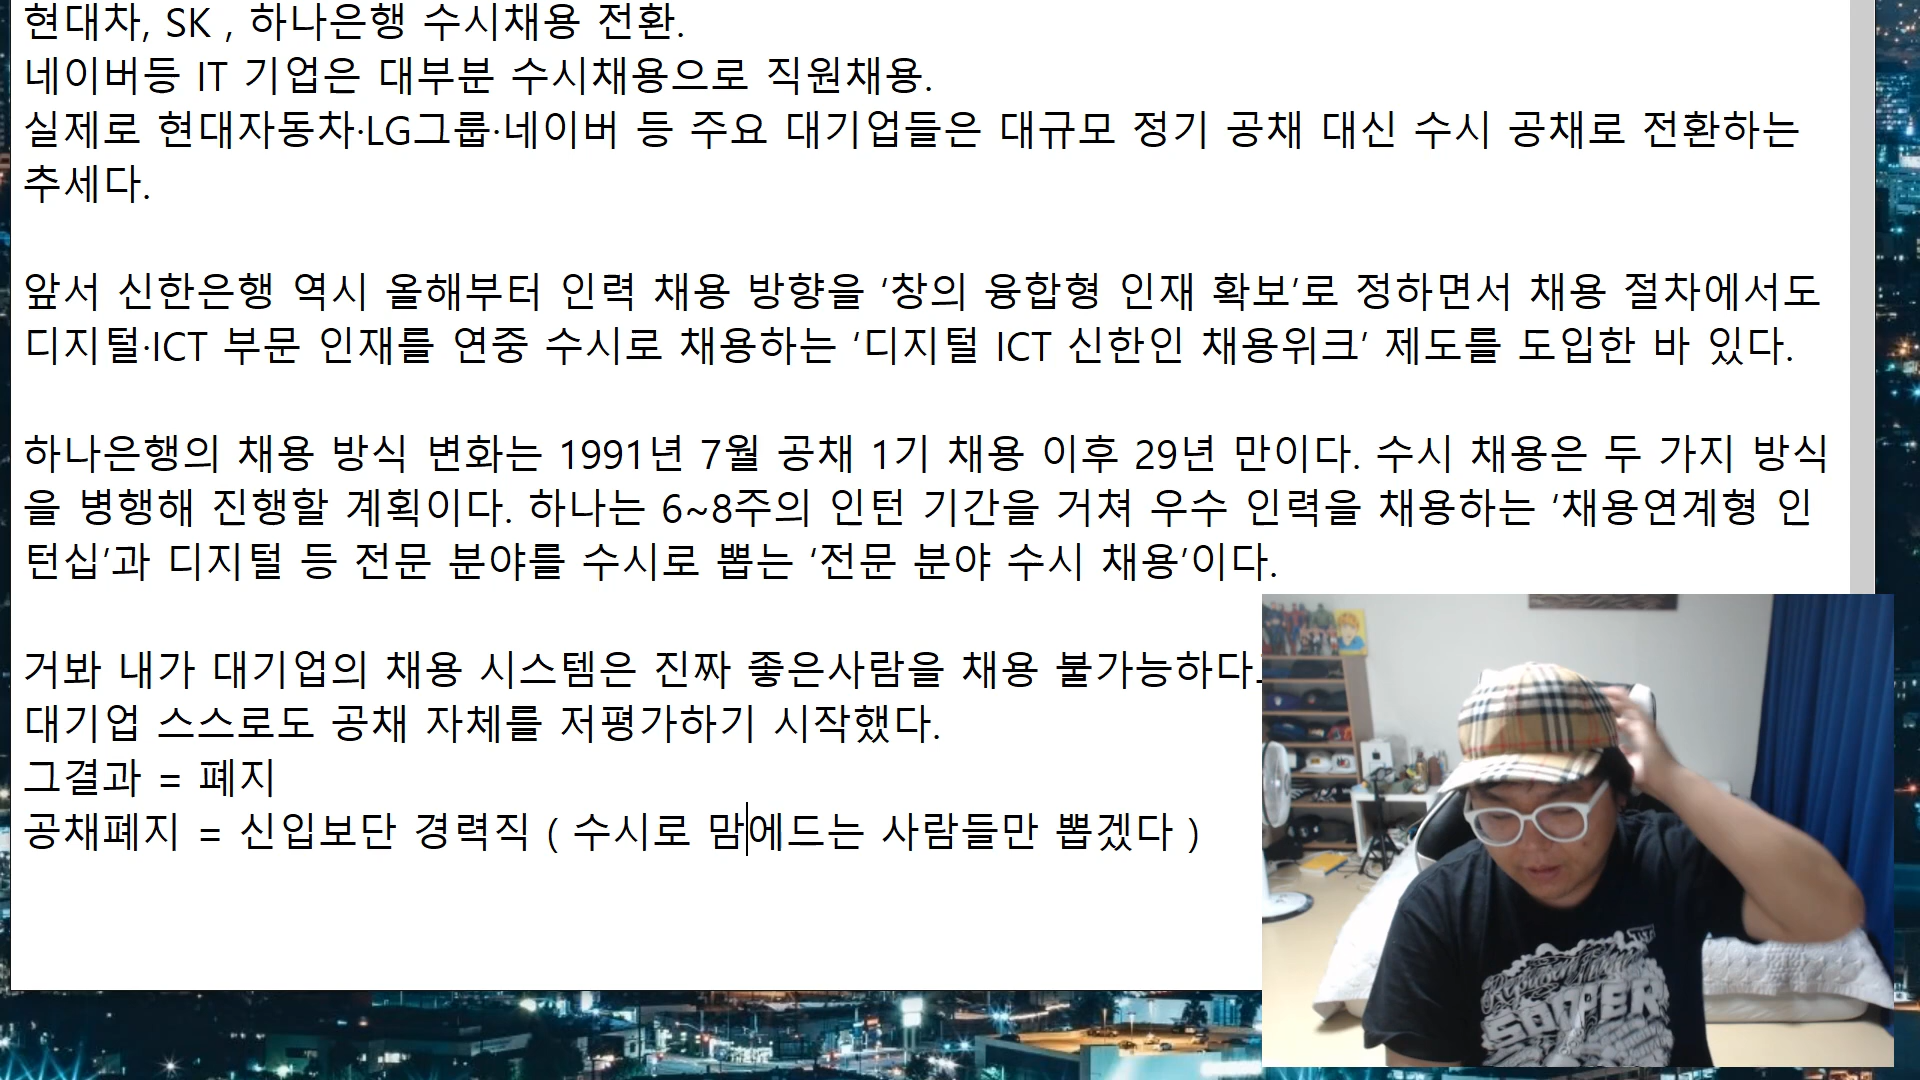 현대차, SK , 하나은행 수시채용 전환.
네이버등 IT 기업은 대부분 수시채용으로 직원채용.
실제로 현대자동차·LG그룹·네이버 등 주요 대기업들은 대규모 정기 공채 대신 수시 공채로 전환하는
추세다.
앞서 신한은행 역시 올해부터 인력 채용 방향을 ‘창의 융합형 인재 확보’로 정하면서 채용 절차에서도
디지털·ICT 부문 인재를 연중 수시로 채용하는 ‘디지털 ICT 신한인 채용위크’ 제도를 도입한 바 있다.
하나은행의 채용 방식 변화는 1991년 7월 공채 1기 채용 이후 29년 만이다. 수시 채용은 두 가지 방식
을 병행해 진행할 계획이다. 하나는 6~8주의 인턴 기간을 거쳐 우수 인력을 채용하는 ‘채용연계형 인
턴십’과 디지털 등 전문 분야를 수시로 뽑는 ‘전문 분야 수시 채용’이다.
거봐 내가 대기업의 채용 시스템은 진짜 좋은사람을 채용 불가능하다
대기업 스스로도 공채 자체를 저평가하기 시작했다.
그결과 = 폐지
공채폐지 = 신입보단 경력직 ( 수시로 맘에드는 사람들만 뽑겠다 )